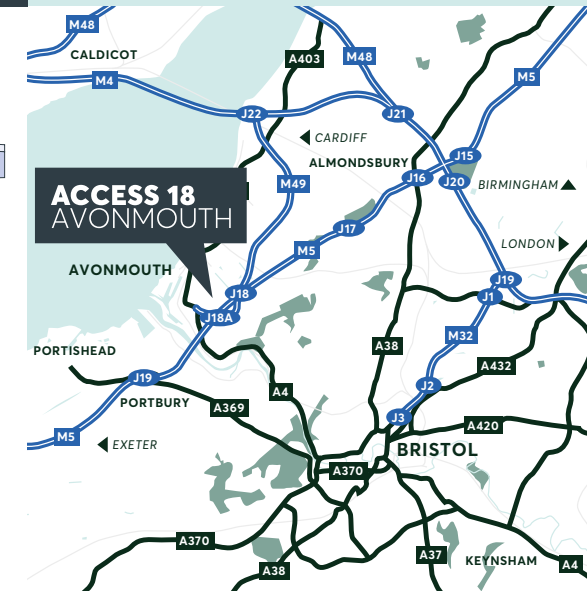 M48
CALDICOT
A403
M48
M4
M5
J22
J21
CARDIFF
ALMONDSBURY
J15
J16
J20
BIRMINGHAM
M49
ACCESS 18
AVONMOUTH
J17
M5
LONDON
AVONMOUTH
J18
J19
J1
J18A
M32
PORTISHEAD
A38
A432
J19
J2
A4
PORTBURY
A369
J3
A420
M5
EXETER
BRISTOL
A370
A370
A37
KEYNSHAM
A4
A38